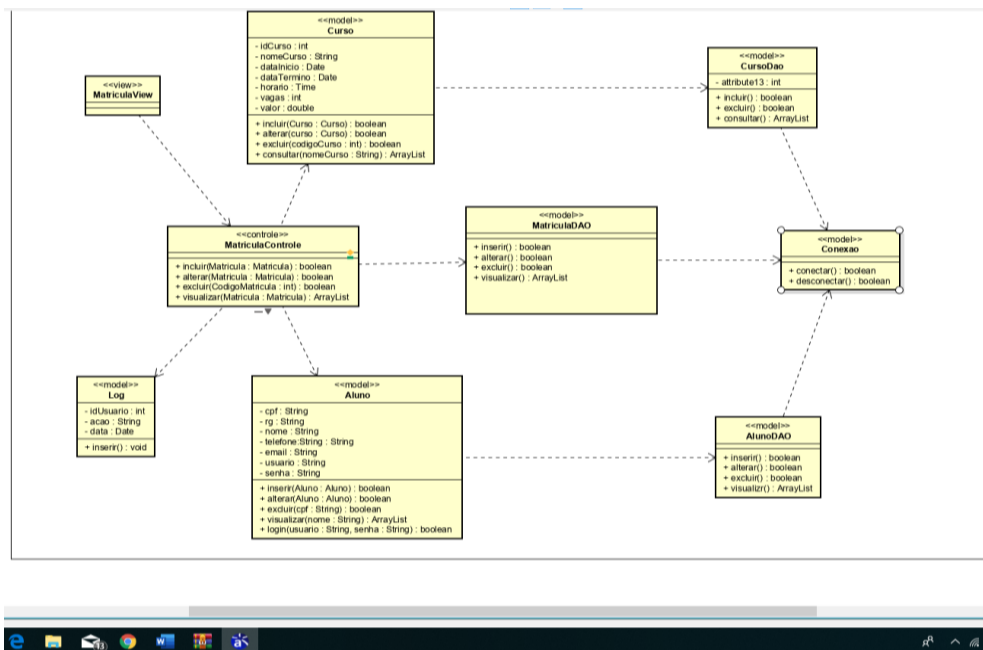 <<model>>
Curso
- idCurso : int
- nomeCurso : String
- dataInicio : Date
- dataTermino : Date
- horario : Time
- vagas : int
- valor : double
+ incluir(Curso : Curso) : boolean
+ alterar(curso : Curso) : boolean
+ excluir(codigoCurso : int) : boolean
+ consultar(nomeCurso : String) : ArrayList
<<model>>
CursoDao
- attribute13 : int
+ incluir() : boolean
+ excluir() : boolean
+ consultar() : ArrayList
<<view>>
MatriculaView
<<controle>>
MatriculaControle
+ incluir(Matricula : Matricula) : boolean
+ alterar(Matricula : Matricula) : boolean
+ excluir(CodigoMatricula : int) : boolean
+ visualizar(Matricula : Matricula) : ArrayList
<<model>>
MatriculaDAO
+ inserir() : boolean
+ alterar() : boolean
+ excluir() : boolean
+ visualizar() : ArrayList
<<model>>
Conexao
+ conectar() : boolean
+ desconectar() : boolean
<<model>>
Log
- idUsuario : int
- acao : String
- data : Date
+ inserir() : void
<<model>>
Aluno
- cpf : String
- rg : String
- nome : String
- telefone:String : String
- email : String
- usuario : String
- senha : String
+ inserir(Aluno : Aluno) : boolean
+ alterar(Aluno : Aluno) : boolean
+ excluir(cpf : String) : boolean
+ visualizar(nome : String) : ArrayList
+ login(usuario : String, senha : String) : boolean
<<model>>
AlunoDAO
+ inserir() : boolean
+ alterar() : boolean
+ excluir() : boolean
+ visualizr() : ArrayList